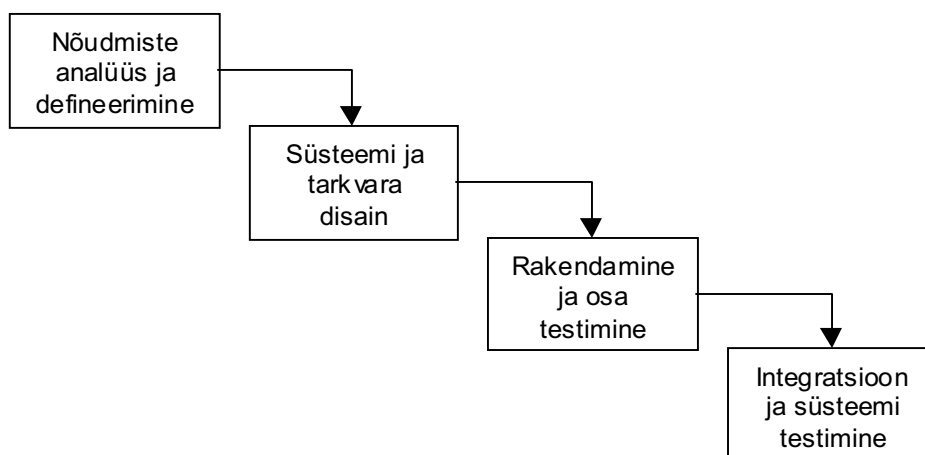 Nõudmiste
analüüs ja
defineerimine
Süsteemi ja
tarkvara
disain
Rakendamine
ja osa
testimine
Integratsioon
ja süsteemi
testimine